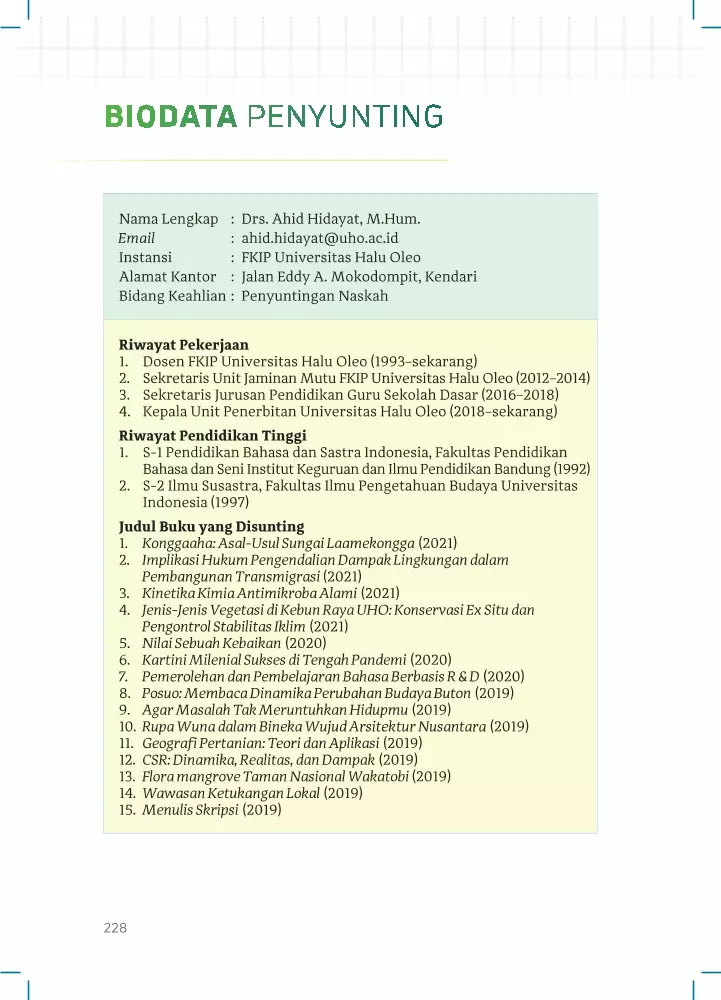 BIODATA PENYUNTING
Nama Lengkap : Drs. Ahid Hidayat, M.Hum.
Email : ahid.hidayat@uho.ac.id
Instansi : FKIP Universitas Halu Oleo
Alamat Kantor : Jalan Eddy A. Mokodompit, Kendari
Bidang Keahlian : Penyuntingan Naskah
Riwayat Pekerjaan
1. Dosen FKIP Universitas Halu Oleo (1993–sekarang)
2. Sekretaris Unit Jaminan Mutu FKIP Universitas Halu Oleo (2012–2014)
3. Sekretaris Jurusan Pendidikan Guru Sekolah Dasar (2016–2018)
4. Kepala Unit Penerbitan Universitas Halu Oleo (2018–sekarang)
Riwayat Pendidikan Tinggi
1. S-1 Pendidikan Bahasa dan Sastra Indonesia, Fakultas Pendidikan
Bahasa dan Seni Institut Keguruan dan Ilmu Pendidikan Bandung (1992)
2. S-2 Ilmu Susastra, Fakultas Ilmu Pengetahuan Budaya Universitas
Indonesia (1997)
Judul Buku yang Disunting
1. Konggaaha: Asal-Usul Sungai Laamekongga (2021)
2. Implikasi Hukum Pengendalian Dampak Lingkungan dalam
Pembangunan Transmigrasi (2021)
3. Kinetika Kimia Antimikroba Alami (2021)
4. Jenis-Jenis Vegetasi di Kebun Raya UHO: Konservasi Ex Situ dan
Pengontrol Stabilitas Iklim (2021)
5. Nilai Sebuah Kebaikan (2020)
6. Kartini Milenial Sukses di Tengah Pandemi (2020)
7. Pemerolehan dan Pembelajaran Bahasa Berbasis R & D (2020)
8. Posuo: Membaca Dinamika Perubahan Budaya Buton (2019)
9. Agar Masalah Tak Meruntuhkan Hidupmu (2019)
10. Rupa Wuna dalam Bineka Wujud Arsitektur Nusantara (2019)
11. Geografi Pertanian: Teori dan Aplikasi (2019)
12. CSR: Dinamika, Realitas, dan Dampak (2019)
13. Flora mangrove Taman Nasional Wakatobi (2019)
14. Wawasan Ketukangan Lokal (2019)
15. Menulis Skripsi (2019)
228